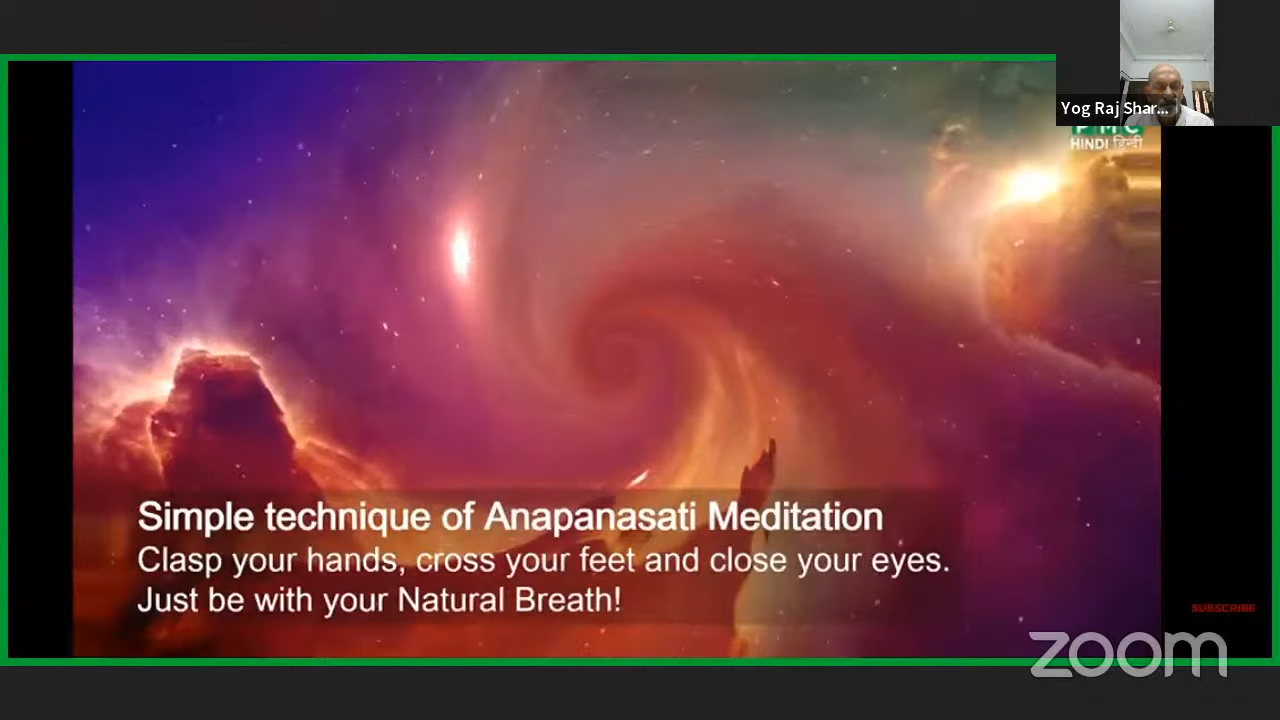 Yog Raj Shar...
PMC
HINDI हिन्दी
Simple technique of Anapanasati Meditation
Clasp your hands, cross your feet and close your eyes.
Just be with your Natural Breath!
SUBSCRIBE
zoom